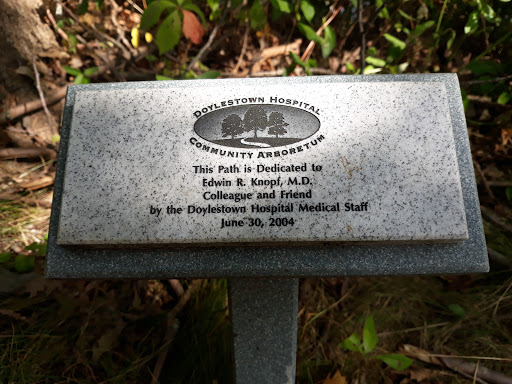 Doylestown Hospital
Community Arboretum
This Path is Dedicated to
Edwin R. Knopf, M.D.
Colleague and Friend
by the Doylestown Hospital Medical Staff
June 30, 2004